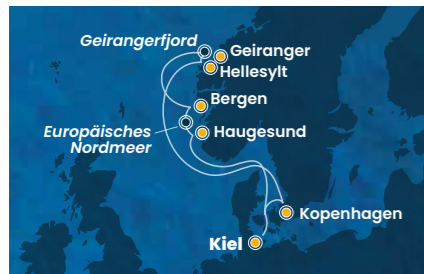 Geirangerfjord
Geiranger
Hellesylt
Bergen
Europäisches
Nordmeer
Haugesund
Kopenhagen
Kiel